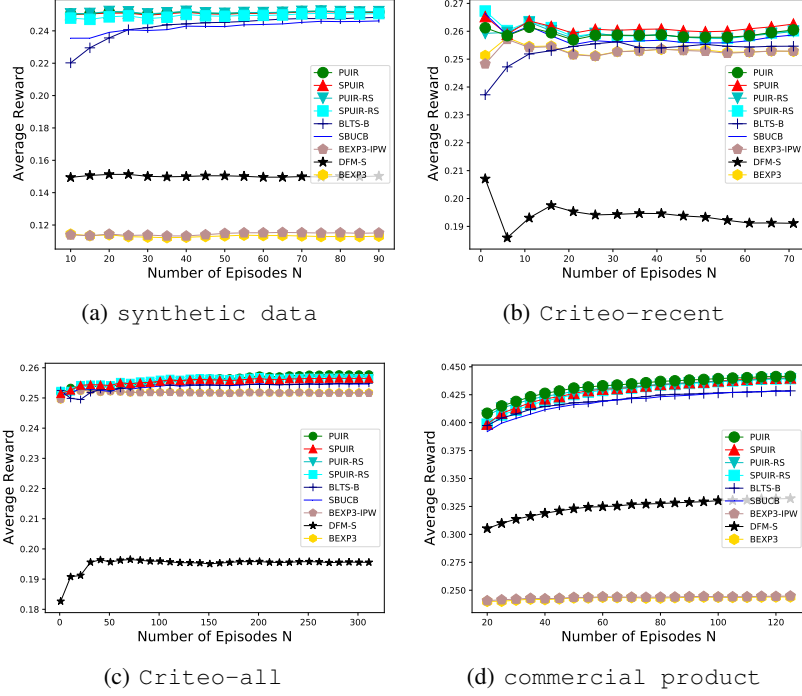 Average Reward
0.24
0.22
0.20
0.18
0.16
0.14
0.12
10 20 30 40 50 60 70 80 90
Number of Episodes N
PUIR
SPUIR
PUIR-RS
SPUIR-RS
BLTS-B
SBUCB
BEXP3-IPW
DFM-S
BEXP3
(a) synthetic data
Average Reward
0.27
0.26
0.25
0.24
0.23
0.22
0.21
0.20
0.19
0 10 20 30 40 50 60 70
Number of Episodes N
PUIR
SPUIR
PUIR-RS
SPUIR-RS
BLTS-B
SBUCB
BEXP3-IPW
DFM-S
BEXP3
(b) Criteo-recent
Average Reward
0.26
0.25
0.24
0.23
0.22
0.21
0.20
0.19
0.18
0 50 100 150 200 250 300
Number of Episodes N
PUIR
SPUIR
PUIR-RS
SPUIR-RS
BLTS-B
SBUCB
BEXP3-IPW
DFM-S
BEXP3
(c) Criteo-all
Average Reward
0.450
0.425
0.400
0.375
0.350
0.325
0.300
0.275
0.250
20 40 60 80 100 120
Number of Episodes N
PUIR
SPUIR
PUIR-RS
SPUIR-RS
BLTS-B
SBUCB
BEXP3-IPW
DFM-S
BEXP3
(d) commercial product